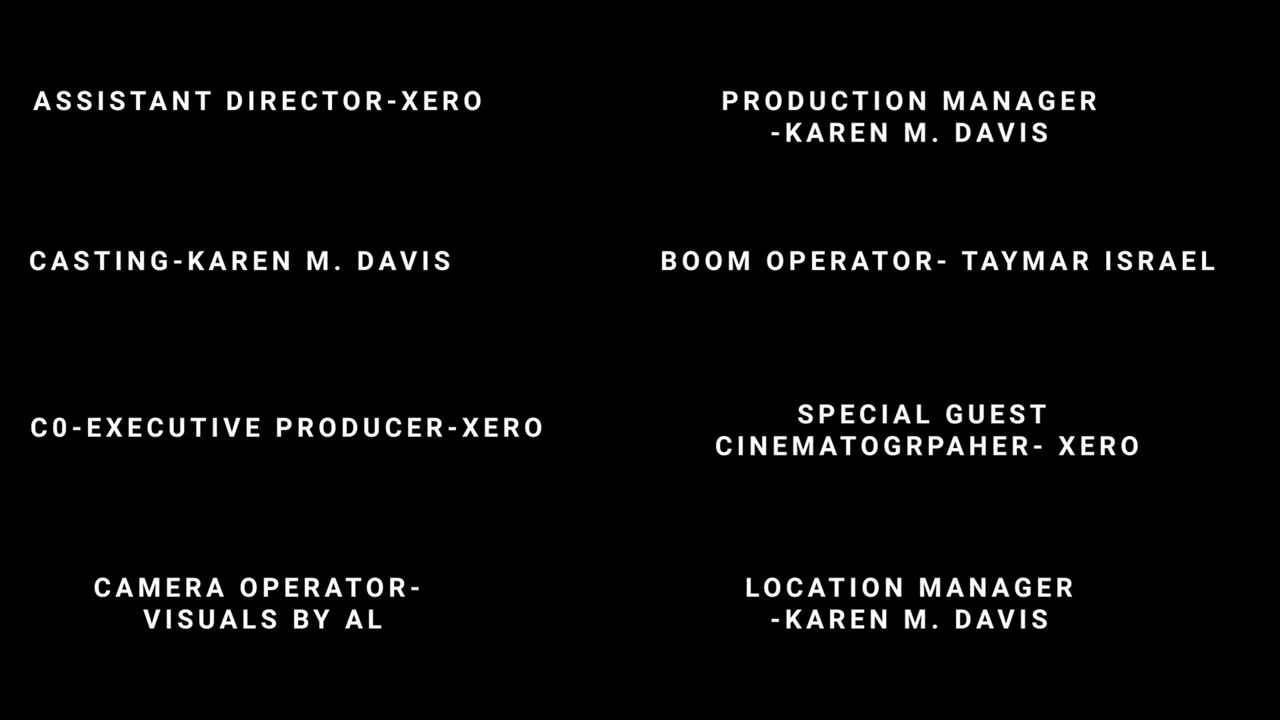 ASSISTANT DIRECTOR-XERO
PRODUCTION MANAGER
-KAREN M. DAVIS
CASTING-KAREN M. DAVIS
BOOM OPERATOR- TAYMAR ISRAEL
C0-EXECUTIVE PRODUCER-XERO
SPECIAL GUEST
CINEMATOGRPAHER- XERO
CAMERA OPERATOR-
VISUALS BY AL
LOCATION MANAGER
-KAREN M. DAVIS